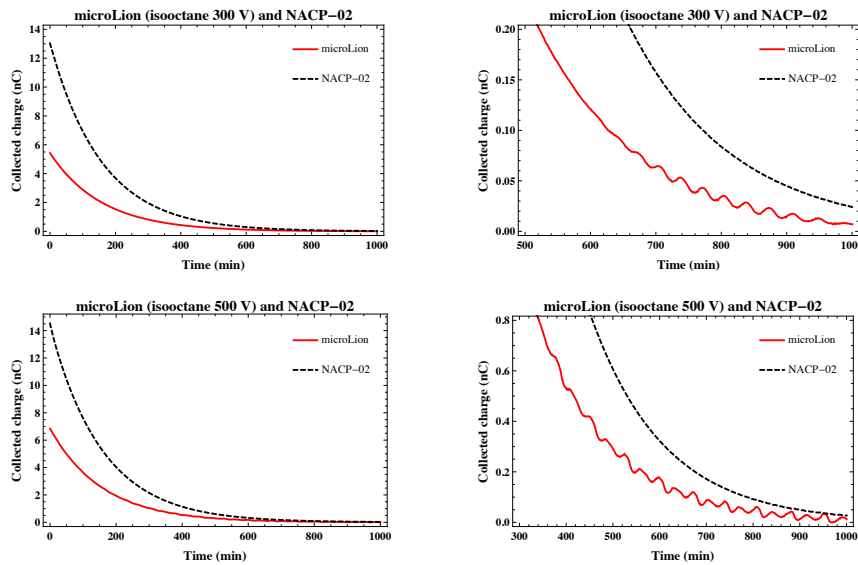 microLion (isooctane 300 V) and NACP−02
14
12
10
8
6
4
2
0
0
200
400
600
800
1000
Collected charge (nC)
Time (min)
microLion
NACP−02
microLion (isooctane 300 V) and NACP−02
0.20
0.15
0.10
0.05
0.00
500
600
700
800
900
1000
Collected charge (nC)
Time (min)
microLion
NACP−02
microLion (isooctane 500 V) and NACP−02
14
12
10
8
6
4
2
0
0
200
400
600
800
1000
Collected charge (nC)
Time (min)
microLion
NACP−02
microLion (isooctane 500 V) and NACP−02
0.8
0.6
0.4
0.2
0.0
300
400
500
600
700
800
900
1000
Collected charge (nC)
Time (min)
microLion
NACP−02